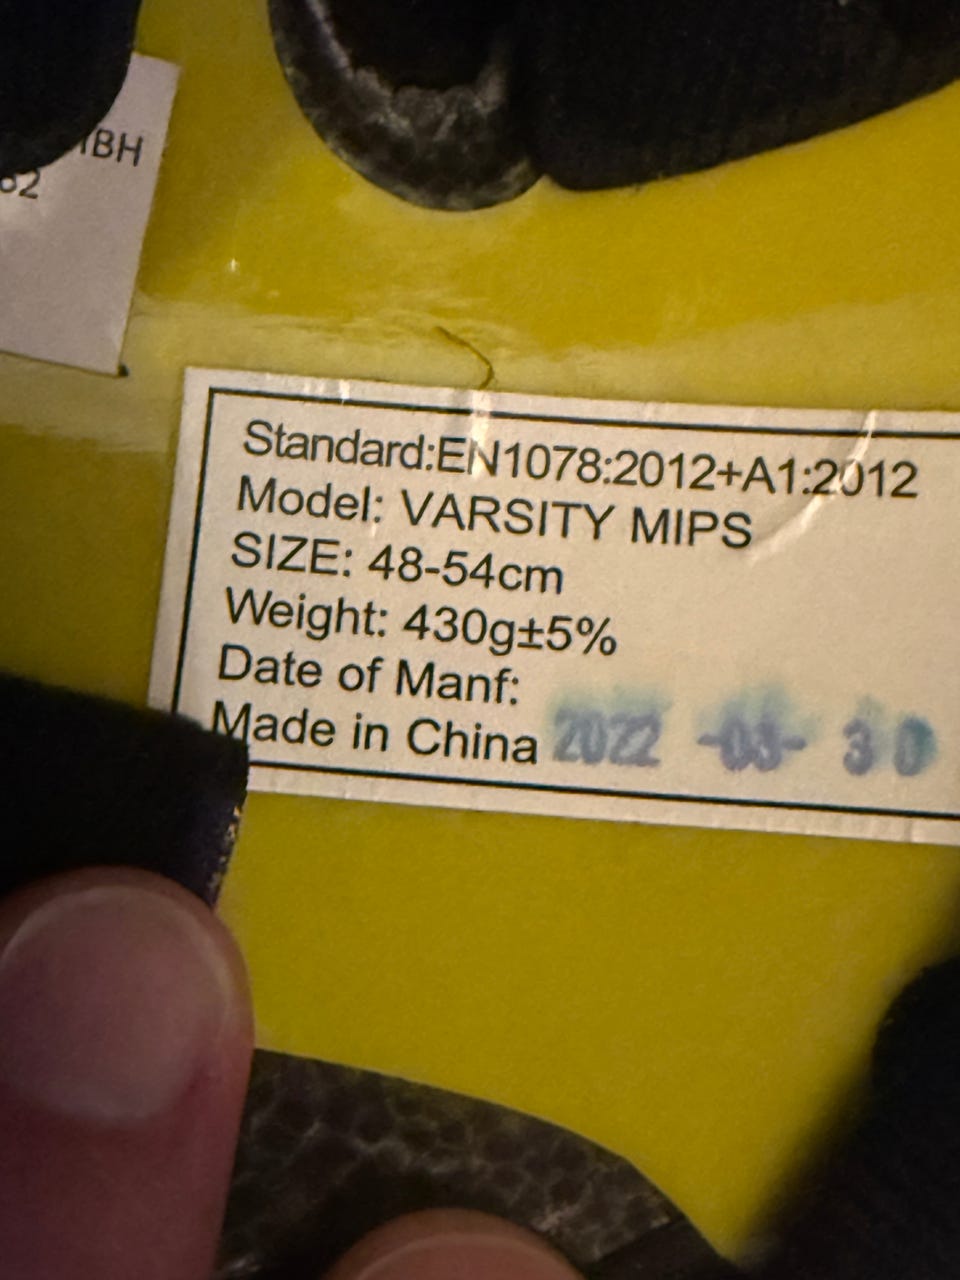 Standard:EN1078:2012+A1:2012
Model: VARSITY MIPS
SIZE: 48-54cm
Weight: 430g±5%
Date of Manf:
Made in China 2022 -03- 30